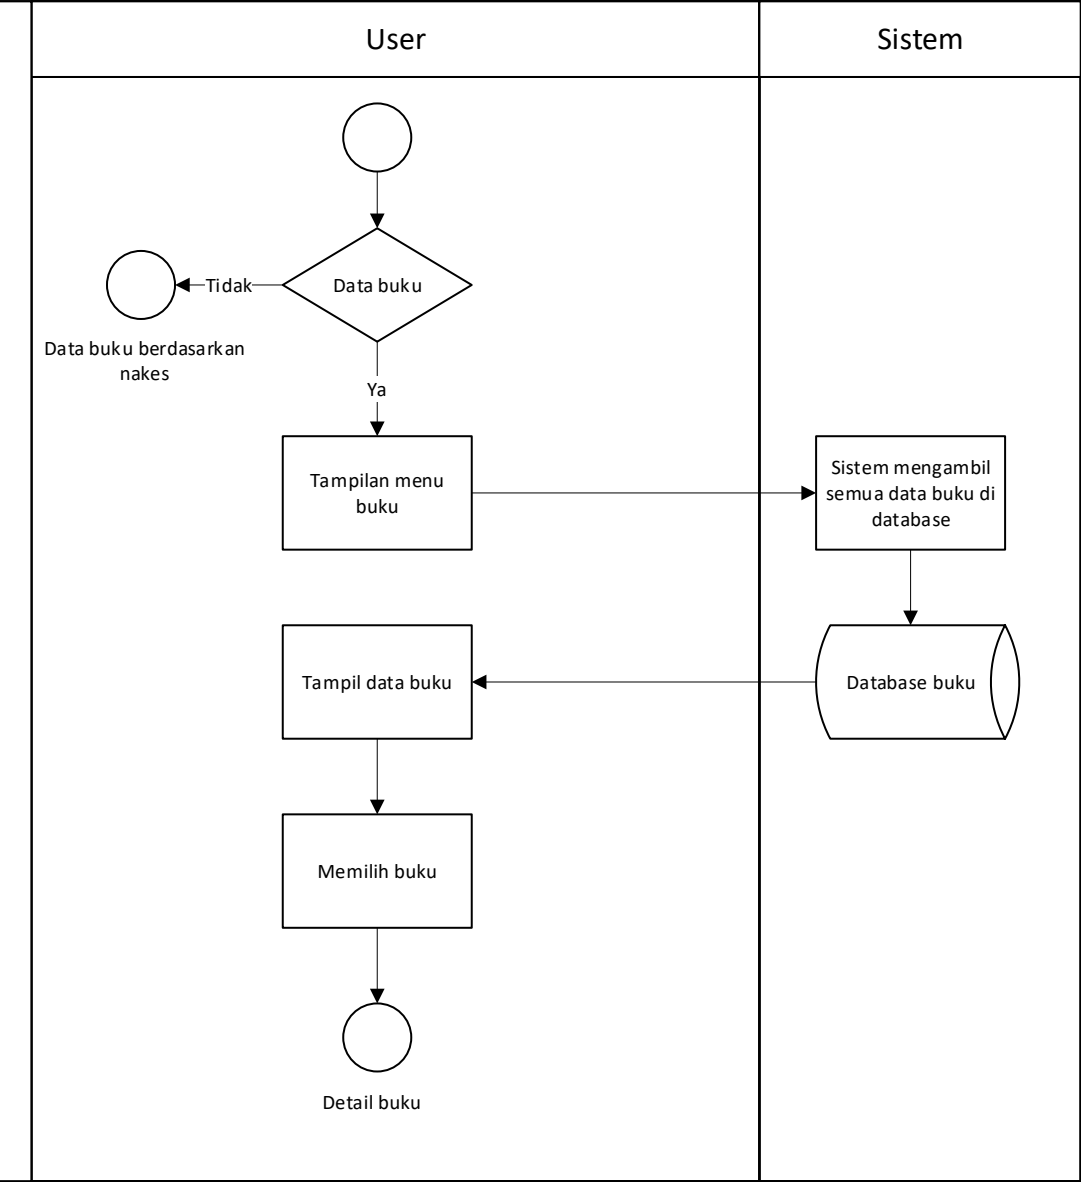 User
Sistem
Data buku
Tidak
Data buku berdasarkan
nakes
Ya
Tampilan menu
buku
Sistem mengambil
semua data buku di
database
Tampil data buku
Database buku
Memilih buku
Detail buku